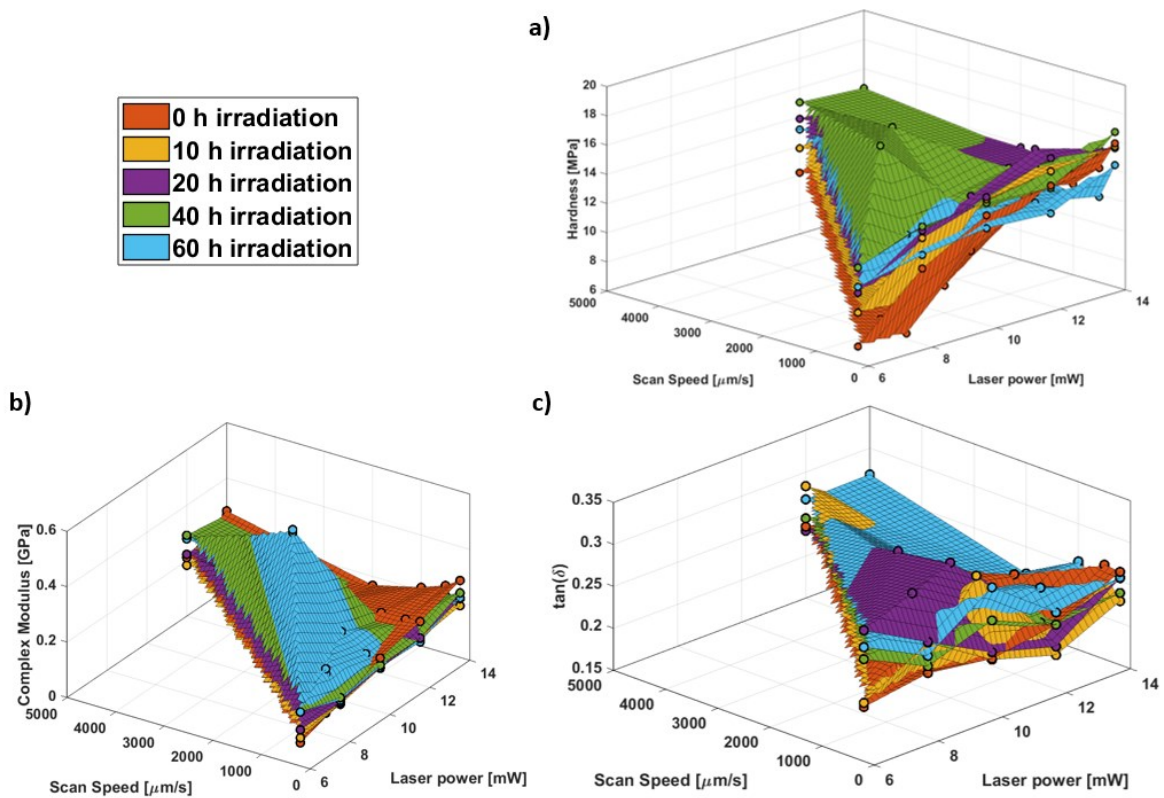 a)
0 h irradiation
10 h irradiation
20 h irradiation
40 h irradiation
60 h irradiation
Hardness [MPa]
20
18
16
14
12
10
8
6
5000
4000
3000
2000
1000
0
Scan Speed [μm/s]
6
8
10
12
14
Laser power [mW]
b)
Complex Modulus [GPa]
0.6
0.4
0.2
0
5000
4000
3000
2000
1000
0
Scan Speed [μm/s]
6
8
10
12
14
Laser power [mW]
c)
tan(δ)
0.35
0.3
0.25
0.2
0.15
5000
4000
3000
2000
1000
0
Scan Speed [μm/s]
6
8
10
12
14
Laser power [mW]